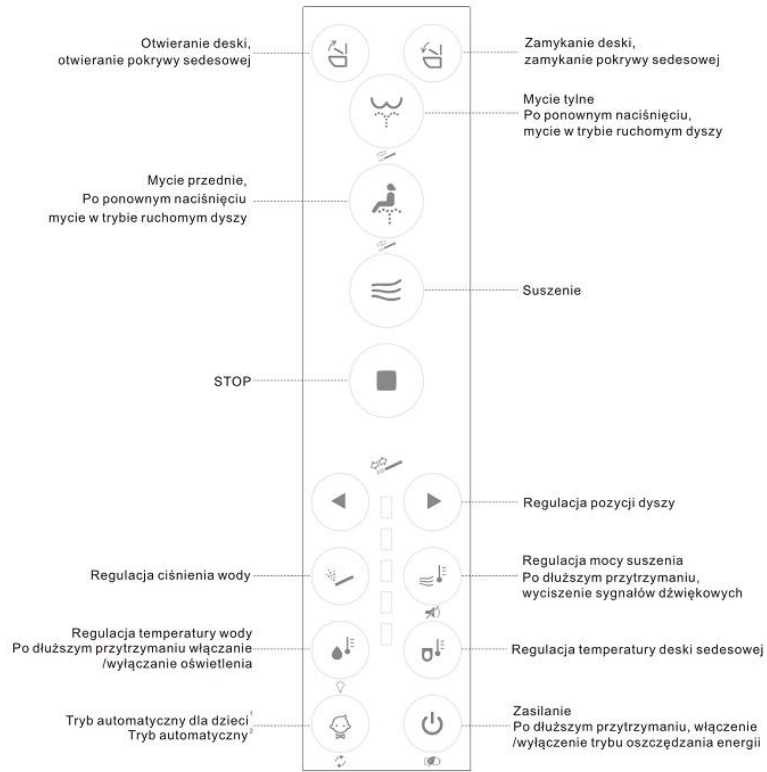 Otwieranie deski,
otwieranie pokrywy sedesowej
Zamykanie deski,
zamykanie pokrywy sedesowej
Mycie tylne
Po ponownym naciśnięciu,
mycie w trybie ruchomym dyszy
Mycie przednie,
Po ponownym naciśnięciu
mycie w trybie ruchomym dyszy
Suszenie
STOP
Regulacja pozycji dyszy
Regulacja ciśnienia wody
Regulacja mocy suszenia
Po dłuższym przytrzymaniu,
wyciszenie sygnałów dźwiękowych
Regulacja temperatury wody
Po dłuższym przytrzymaniu włączanie
/wyłączanie oświetlenia
Regulacja temperatury deski sedesowej
Tryb automatyczny dla dzieci¹
Tryb automatyczny²
Zasilanie
Po dłuższym przytrzymaniu, włączenie
/wyłączenie trybu oszczędzania energii